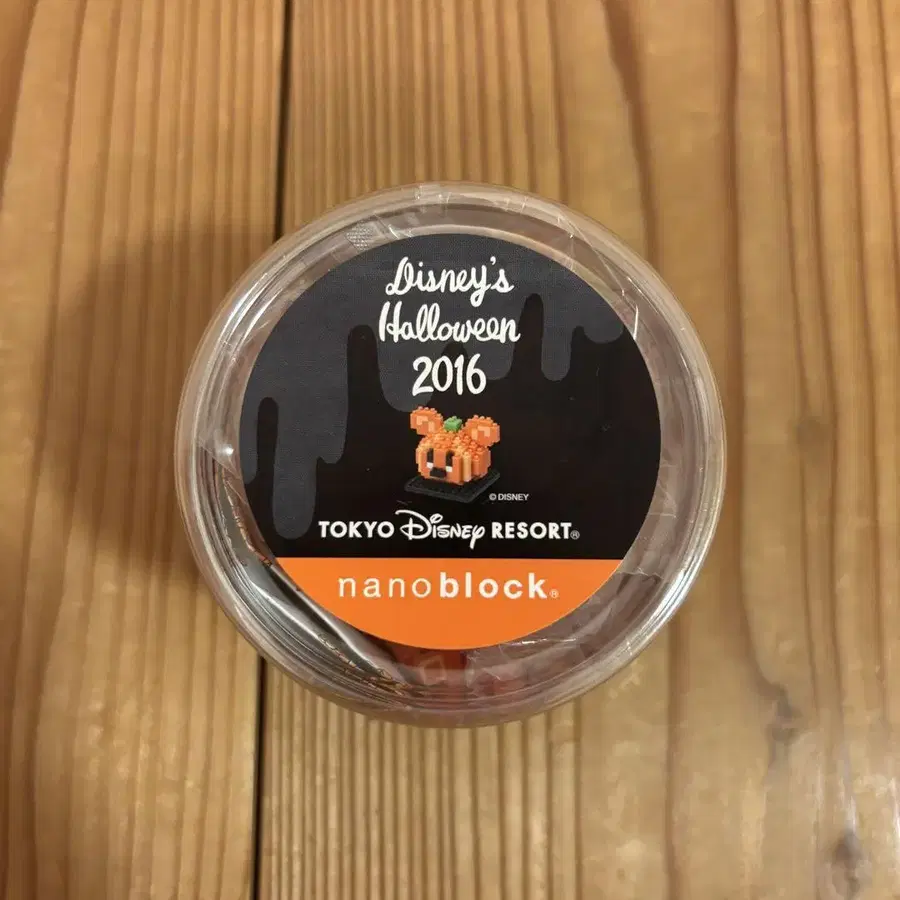 Disney's
Halloween
2016
© DISNEY
TOKYO Disney RESORT®
nanoblock®